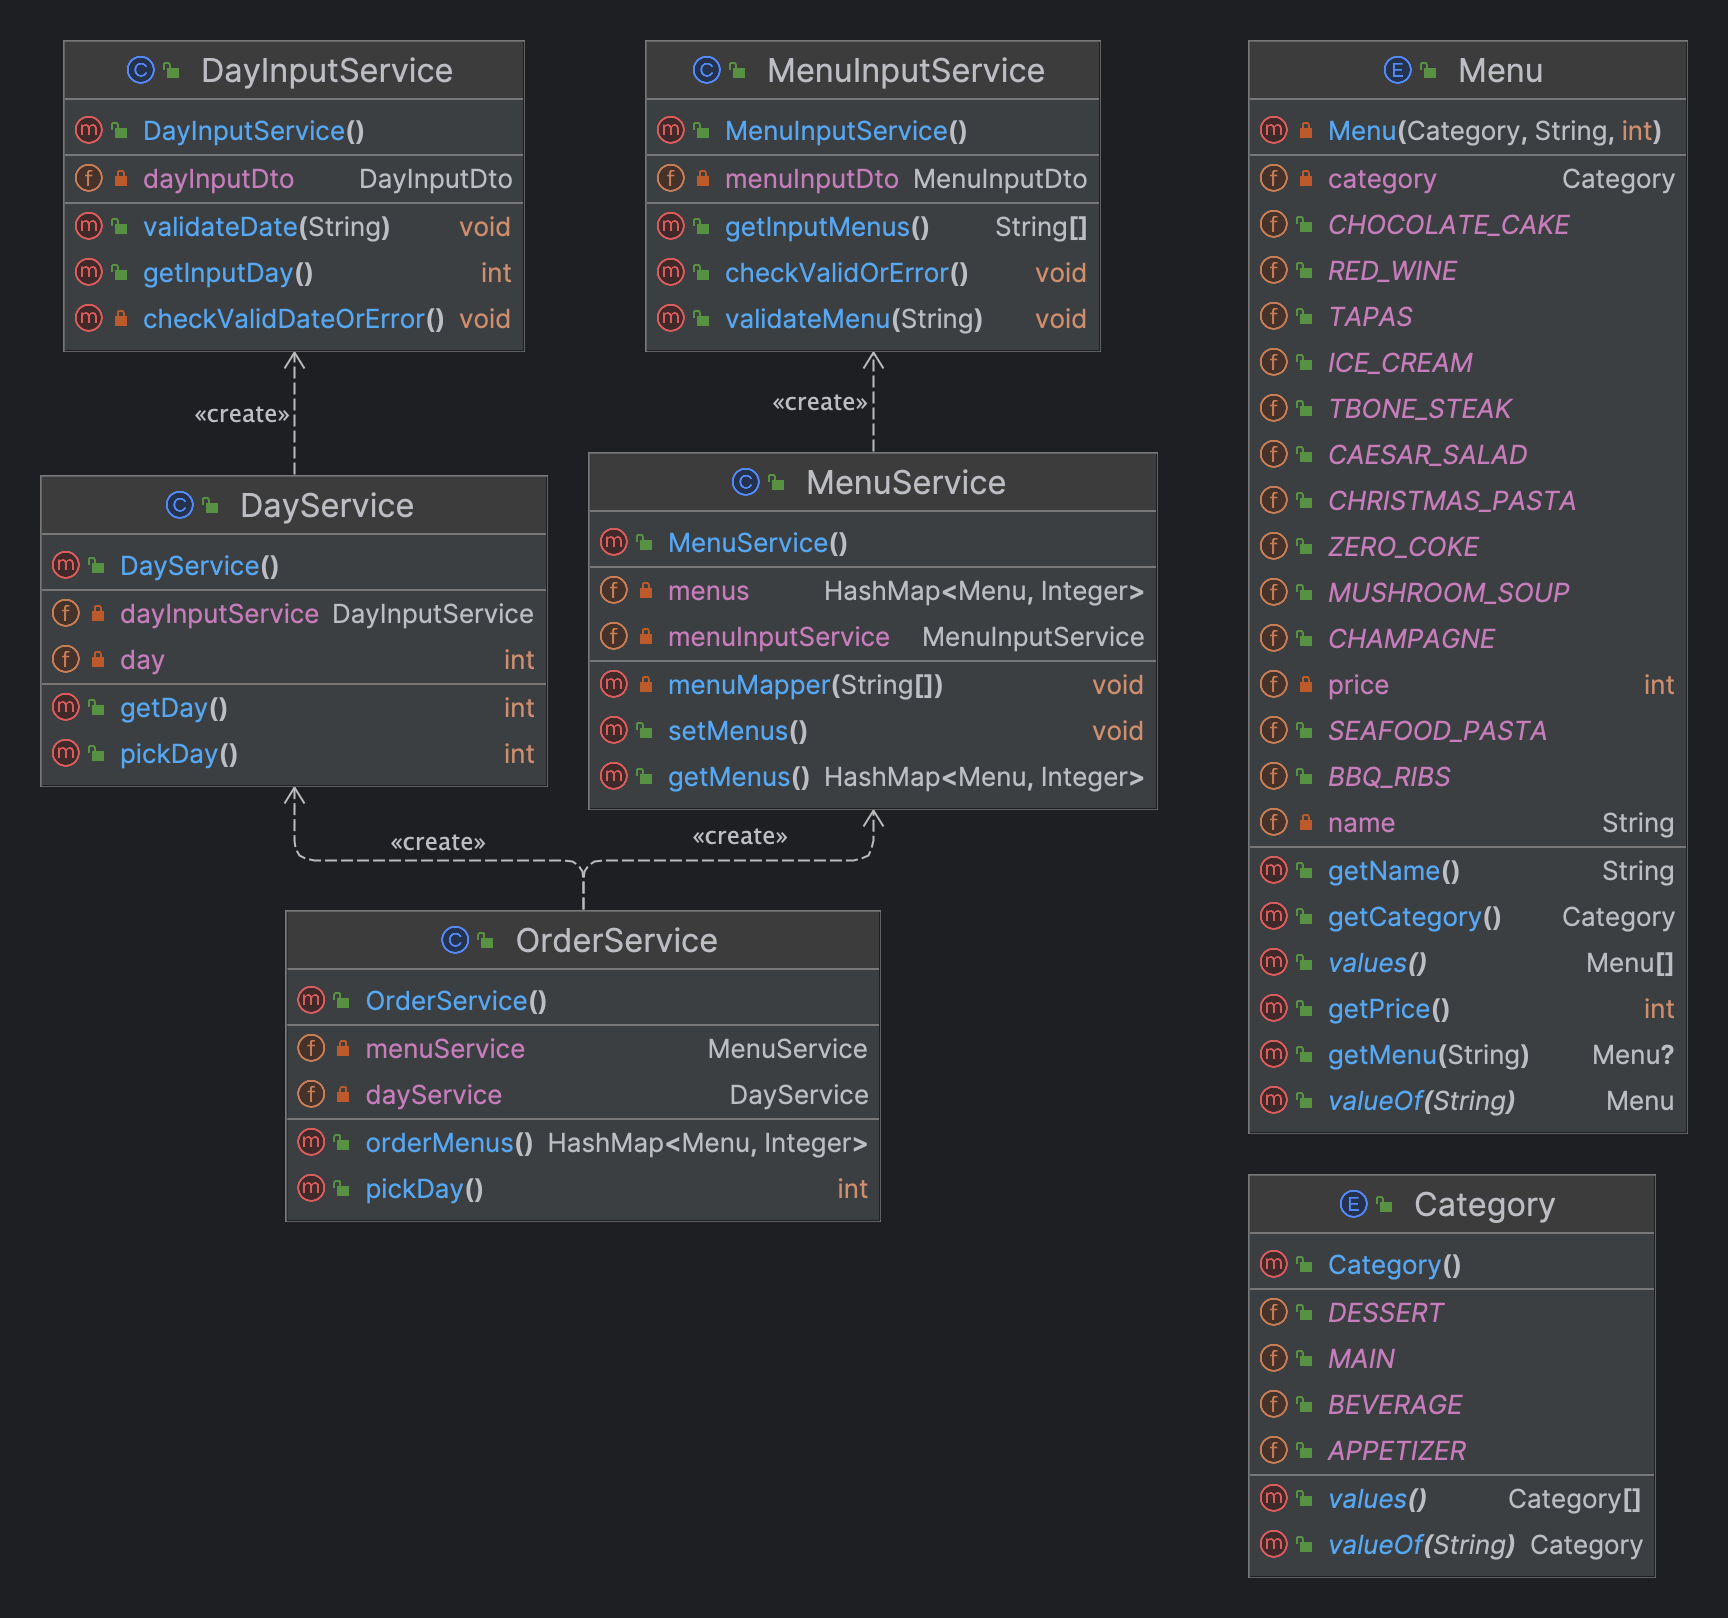 DayInputService
DayInputService()
dayInputDto DayInputDto
validateDate(String) void
getInputDay() int
checkValidDateOrError() void
MenuInputService
MenuInputService()
menuInputDto MenuInputDto
getInputMenus() String[]
checkValidOrError() void
validateMenu(String) void
«create»
«create»
DayService
DayService()
dayInputService DayInputService
day int
getDay() int
pickDay() int
MenuService
MenuService()
menus HashMap<Menu, Integer>
menuInputService MenuInputService
menuMapper(String[]) void
setMenus() void
getMenus() HashMap<Menu, Integer>
«create»
«create»
OrderService
OrderService()
menuService MenuService
dayService DayService
orderMenus() HashMap<Menu, Integer>
pickDay() int
Menu
Menu(Category, String, int)
category Category
CHOCOLATE_CAKE
RED_WINE
TAPAS
ICE_CREAM
TBONE_STEAK
CAESAR_SALAD
CHRISTMAS_PASTA
ZERO_COKE
MUSHROOM_SOUP
CHAMPAGNE
price int
SEAFOOD_PASTA
BBQ_RIBS
name String
getName() String
getCategory() Category
values() Menu[]
getPrice() int
getMenu(String) Menu?
valueOf(String) Menu
Category
Category()
DESSERT
MAIN
BEVERAGE
APPETIZER
values() Category[]
valueOf(String) Category